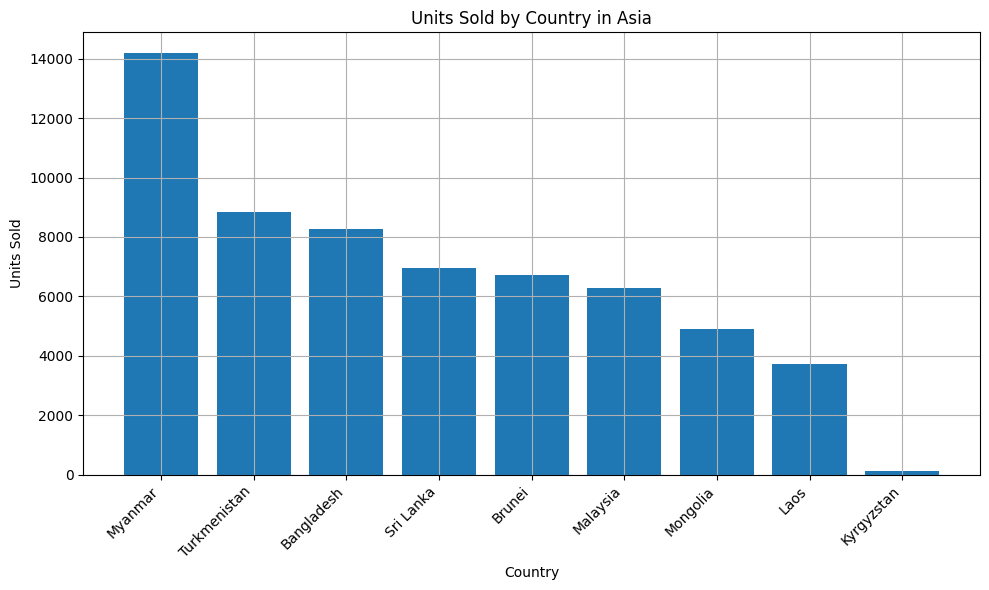 Units Sold by Country in Asia
Units Sold
14000
12000
10000
8000
6000
4000
2000
0
Myanmar
Turkmenistan
Bangladesh
Sri Lanka
Brunei
Malaysia
Mongolia
Laos
Kyrgyzstan
Country